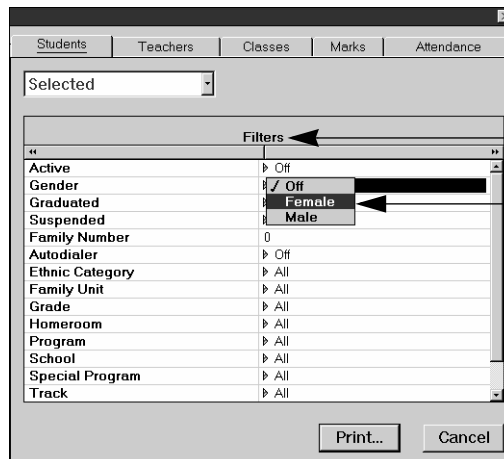 Students Teachers Classes Marks Attendance
Selected
Filters
Active Off
Gender Off
Graduated Female
Suspended Male
Family Number 0
Autodialer Off
Ethnic Category All
Family Unit All
Grade All
Homeroom All
Program All
School All
Special Program All
Track All
Print... Cancel